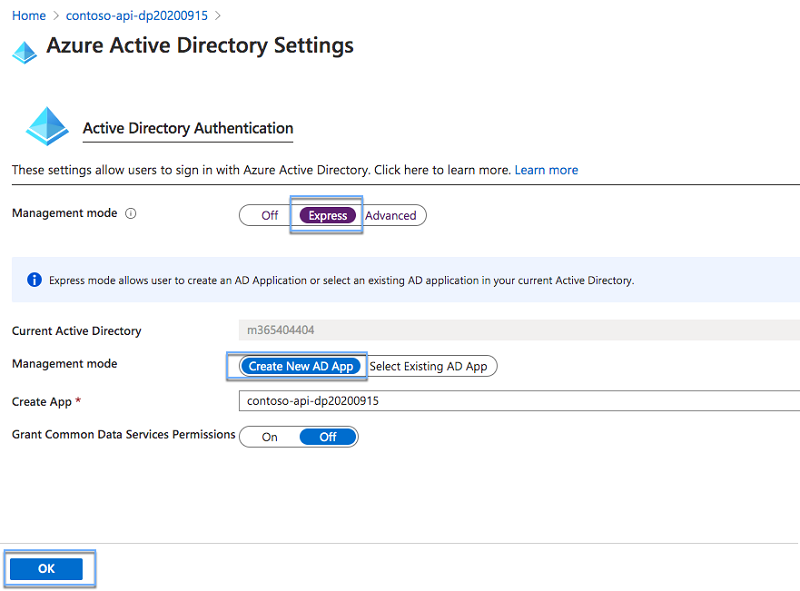 Home > contoso-api-dp20200915 >
Azure Active Directory Settings
Active Directory Authentication
These settings allow users to sign in with Azure Active Directory. Click here to learn more. Learn more
Management mode
Off Express Advanced
Express mode allows user to create an AD Application or select an existing AD application in your current Active Directory.
Current Active Directory m365404404
Management mode Create New AD App Select Existing AD App
Create App * contoso-api-dp20200915
Grant Common Data Services Permissions On Off
OK